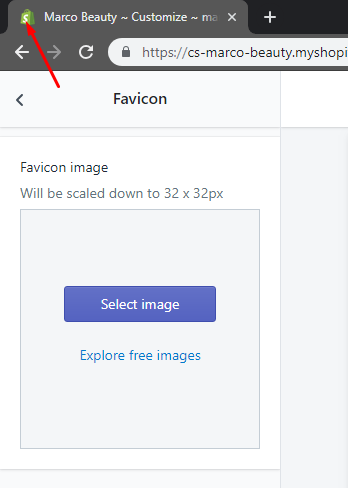 Marco Beauty ~ Customize ~ ma
https://cs-marco-beauty.myshopi
Favicon
Favicon image
Will be scaled down to 32 x 32px
Select image
Explore free images